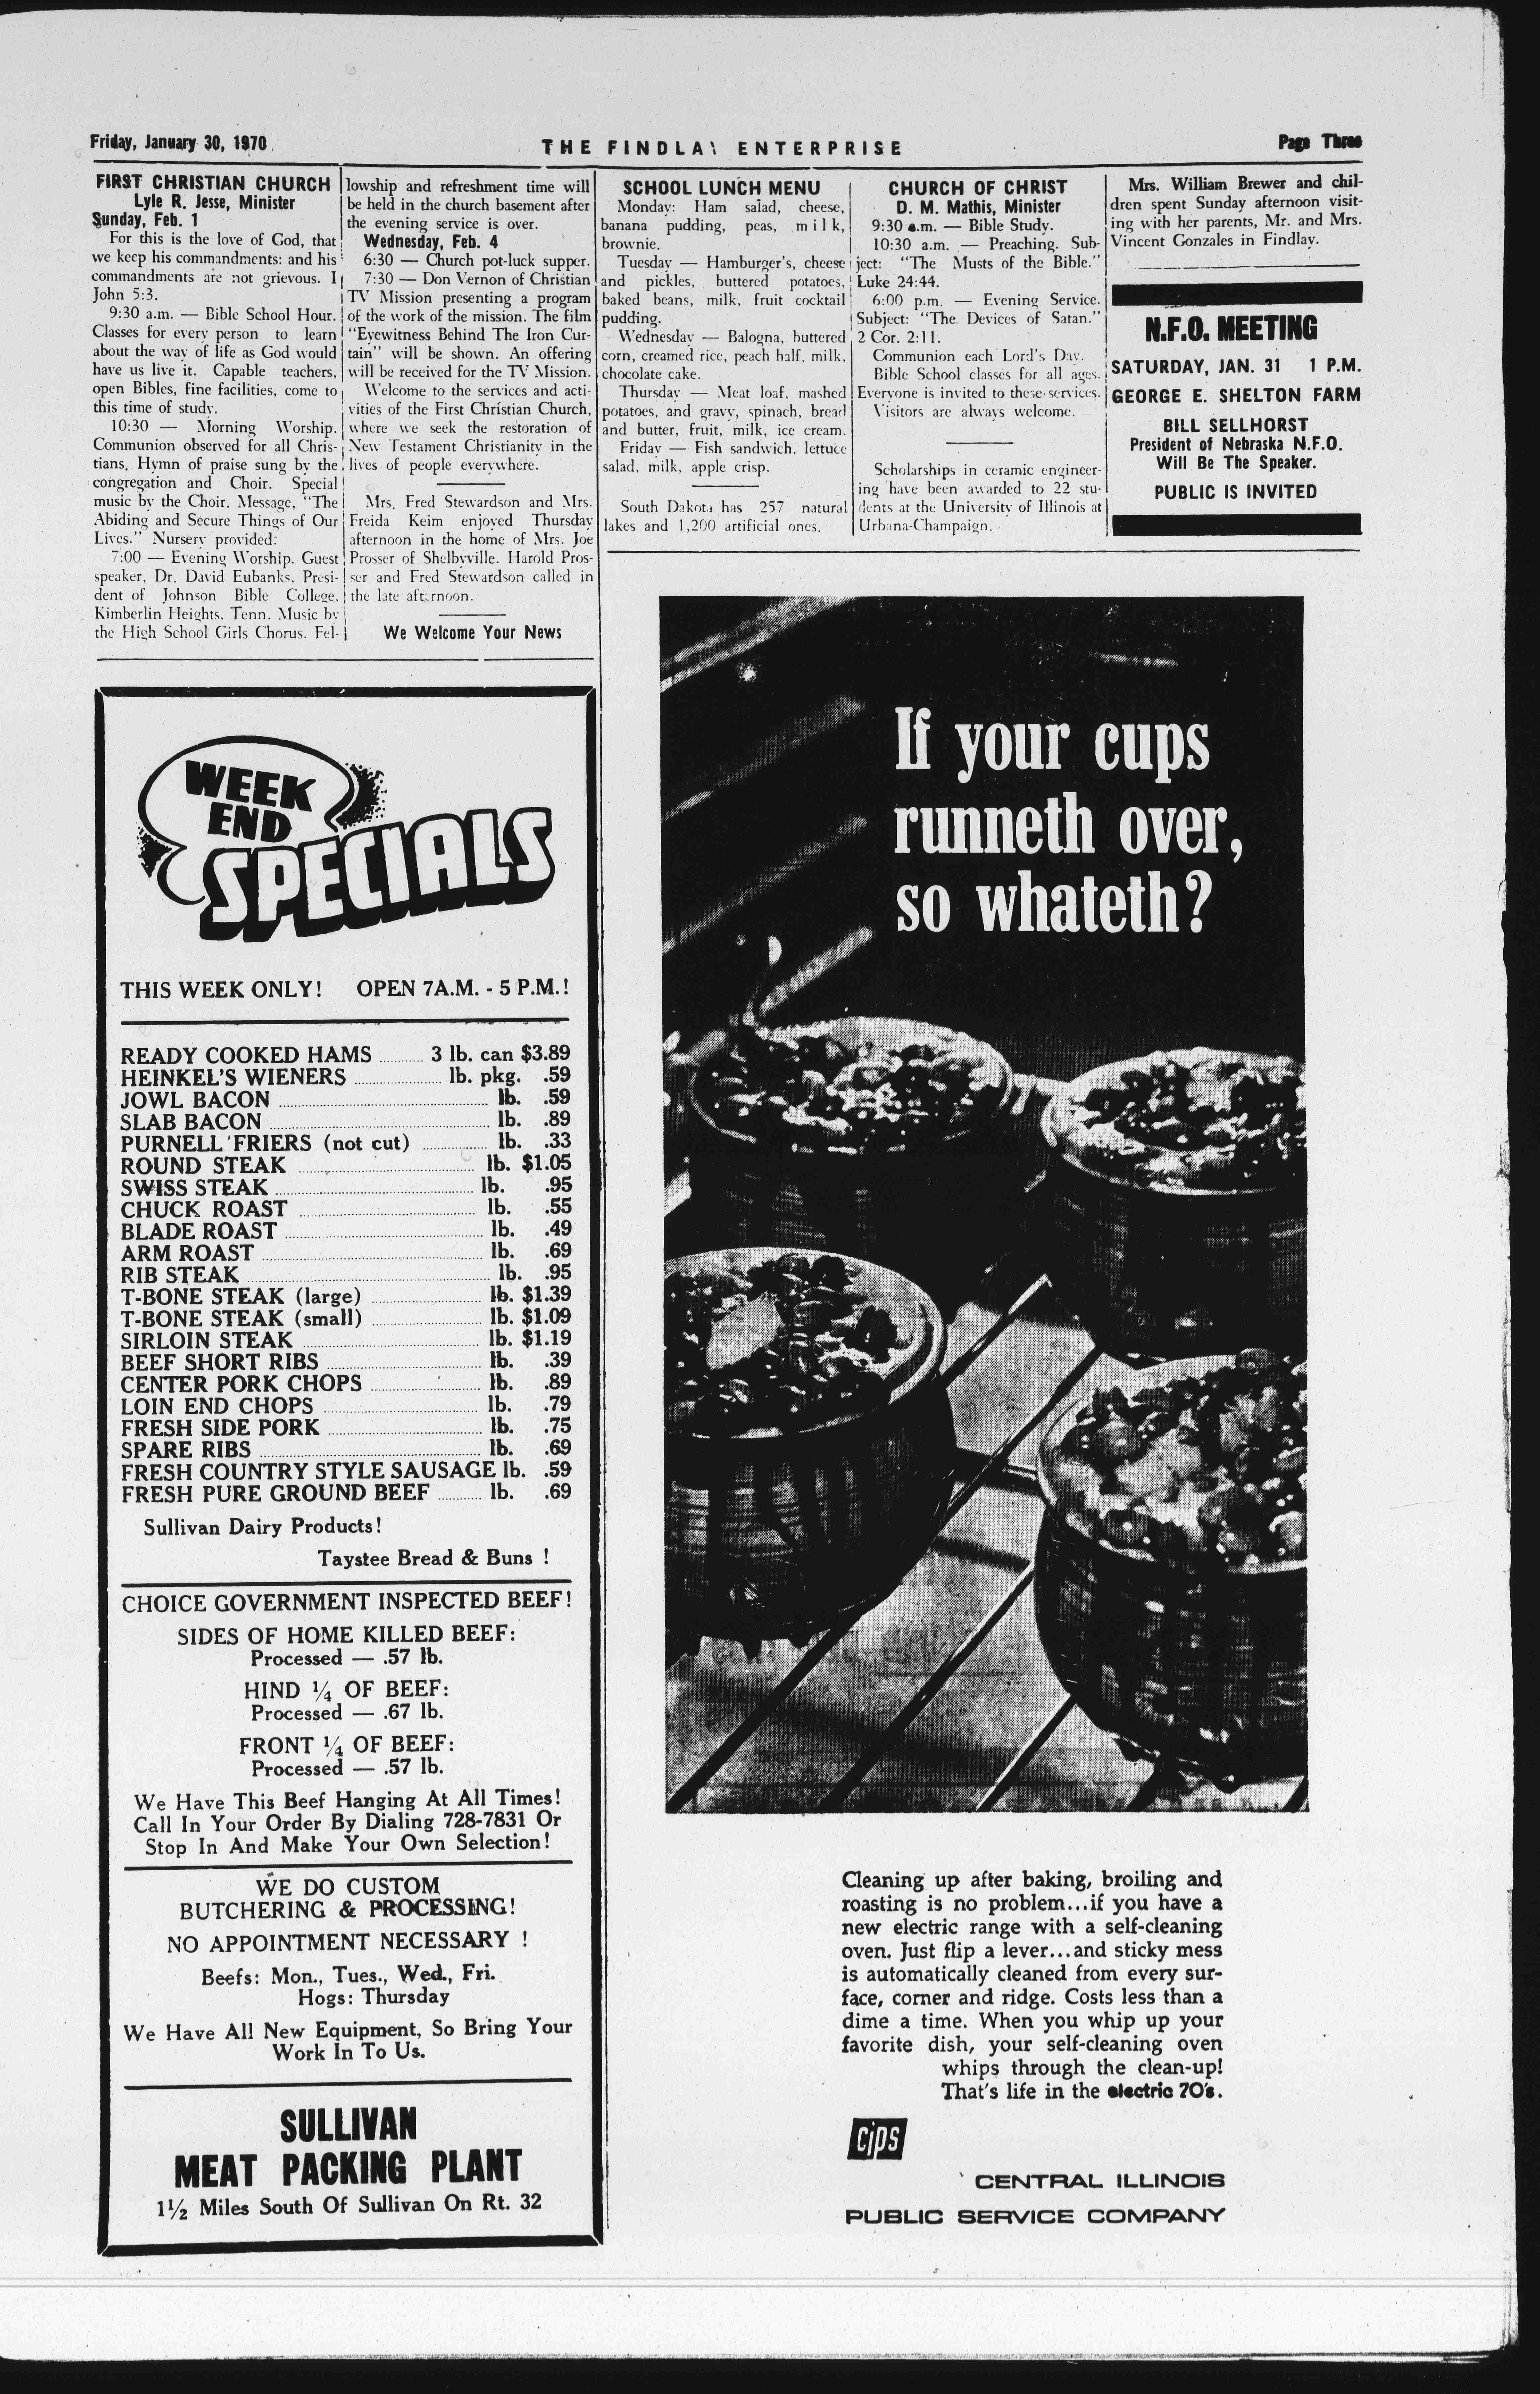 Friday, January 30, 1970
THE FINDLAY ENTERPRISE
Page Three
FIRST CHRISTIAN CHURCH
Lyle R. Jesse, Minister
Sunday, Feb. 1
For this is the love of God, that
we keep his commandments: and his
commandments are not grievous. I
John 5:3.
9:30 a.m. — Bible School Hour.
Classes for every person to learn
about the way of life as God would
have us live it. Capable teachers,
open Bibles, fine facilities, come to
this time of study.
10:30 — Morning Worship.
Communion observed for all Chris-
tians. Hymn of praise sung by the
congregation and Choir. Special
music by the Choir. Message, "The
Abiding and Secure Things of Our
Lives." Nursery provided:
7:00 — Evening Worship. Guest
speaker, Dr. David Eubanks, Presi-
dent of Johnson Bible College,
Kimberlin Heights, Tenn. Music by
the High School Girls Chorus. Fel-
lowship and refreshment time will
be held in the church basement after
the evening service is over.
Wednesday, Feb. 4
6:30 — Church pot-luck supper.
7:30 — Don Vernon of Christian
TV Mission presenting a program
of the work of the mission. The film
"Eyewitness Behind The Iron Cur-
tain" will be shown. An offering
will be received for the TV Mission.
Welcome to the services and acti-
vities of the First Christian Church,
where we seek the restoration of
New Testament Christianity in the
lives of people everywhere.
Mrs. Fred Stewardson and Mrs.
Freida Keim enjoyed Thursday
afternoon in the home of Mrs. Joe
Prosser of Shelbyville. Harold Pros-
ser and Fred Stewardson called in
the late afternoon.
We Welcome Your News
SCHOOL LUNCH MENU
Monday: Ham salad, cheese,
banana pudding, peas, milk,
brownie.
Tuesday — Hamburger's, cheese
and pickles, buttered potatoes,
baked beans, milk, fruit cocktail
pudding.
Wednesday — Balogna, buttered
corn, creamed rice, peach half, milk,
chocolate cake.
Thursday — Meat loaf, mashed
potatoes, and gravy, spinach, bread
and butter, fruit, milk, ice cream.
Friday — Fish sandwich, lettuce
salad, milk, apple crisp.
South Dakota has 257 natural
lakes and 1,200 artificial ones.
CHURCH OF CHRIST
D. M. Mathis, Minister
9:30 a.m. — Bible Study.
10:30 a.m. — Preaching. Sub-
ject: "The Musts of the Bible."
Luke 24:44.
6:00 p.m. — Evening Service.
Subject: "The Devices of Satan."
2 Cor. 2:11.
Communion each Lord's Day.
Bible School classes for all ages.
Everyone is invited to these services.
Visitors are always welcome.
Scholarships in ceramic engineer-
ing have been awarded to 22 stu-
dents at the University of Illinois at
Urbana-Champaign.
Mrs. William Brewer and chil-
dren spent Sunday afternoon visit-
ing with her parents, Mr. and Mrs.
Vincent Gonzales in Findlay.
N.F.O. MEETING
SATURDAY, JAN. 31 1 P.M.
GEORGE E. SHELTON FARM
BILL SELLHORST
President of Nebraska N.F.O.
Will Be The Speaker.
PUBLIC IS INVITED
WEEK
END
SPECIALS
THIS WEEK ONLY! OPEN 7A.M. - 5 P.M.!
READY COOKED HAMS 3 lb. can $3.89
HEINKEL'S WIENERS lb. pkg. .59
JOWL BACON lb. .59
SLAB BACON lb. .89
PURNELL FRIERS (not cut) lb. .33
ROUND STEAK lb. $1.05
SWISS STEAK lb. .95
CHUCK ROAST lb. .55
BLADE ROAST lb. .49
ARM ROAST lb. .69
RIB STEAK lb. .95
T-BONE STEAK (large) lb. $1.39
T-BONE STEAK (small) lb. $1.09
SIRLOIN STEAK lb. $1.19
BEEF SHORT RIBS lb. .39
CENTER PORK CHOPS lb. .89
LOIN END CHOPS lb. .79
FRESH SIDE PORK lb. .75
SPARE RIBS lb. .69
FRESH COUNTRY STYLE SAUSAGE lb. .59
FRESH PURE GROUND BEEF lb. .69
Sullivan Dairy Products!
Taystee Bread & Buns !
CHOICE GOVERNMENT INSPECTED BEEF!
SIDES OF HOME KILLED BEEF:
Processed — .57 lb.
HIND ¼ OF BEEF:
Processed — .67 lb.
FRONT ¼ OF BEEF:
Processed — .57 lb.
We Have This Beef Hanging At All Times!
Call In Your Order By Dialing 728-7831 Or
Stop In And Make Your Own Selection!
WE DO CUSTOM
BUTCHERING & PROCESSING!
NO APPOINTMENT NECESSARY !
Beefs: Mon., Tues., Wed., Fri.
Hogs: Thursday
We Have All New Equipment, So Bring Your
Work In To Us.
SULLIVAN
MEAT PACKING PLANT
1½ Miles South Of Sullivan On Rt. 32
If your cups
runneth over,
so whateth?
Cleaning up after baking, broiling and
roasting is no problem...if you have a
new electric range with a self-cleaning
oven. Just flip a lever...and sticky mess
is automatically cleaned from every sur-
face, corner and ridge. Costs less than a
dime a time. When you whip up your
favorite dish, your self-cleaning oven
whips through the clean-up!
That's life in the electric 70's.
cips
CENTRAL ILLINOIS
PUBLIC SERVICE COMPANY